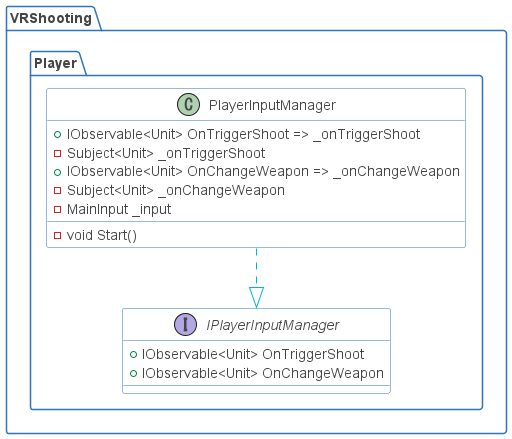 VRShooting
Player
C PlayerInputManager
IObservable<Unit> OnTriggerShoot => _onTriggerShoot
Subject<Unit> _onTriggerShoot
IObservable<Unit> OnChangeWeapon => _onChangeWeapon
Subject<Unit> _onChangeWeapon
MainInput _input
void Start()
I IPlayerInputManager
IObservable<Unit> OnTriggerShoot
IObservable<Unit> OnChangeWeapon